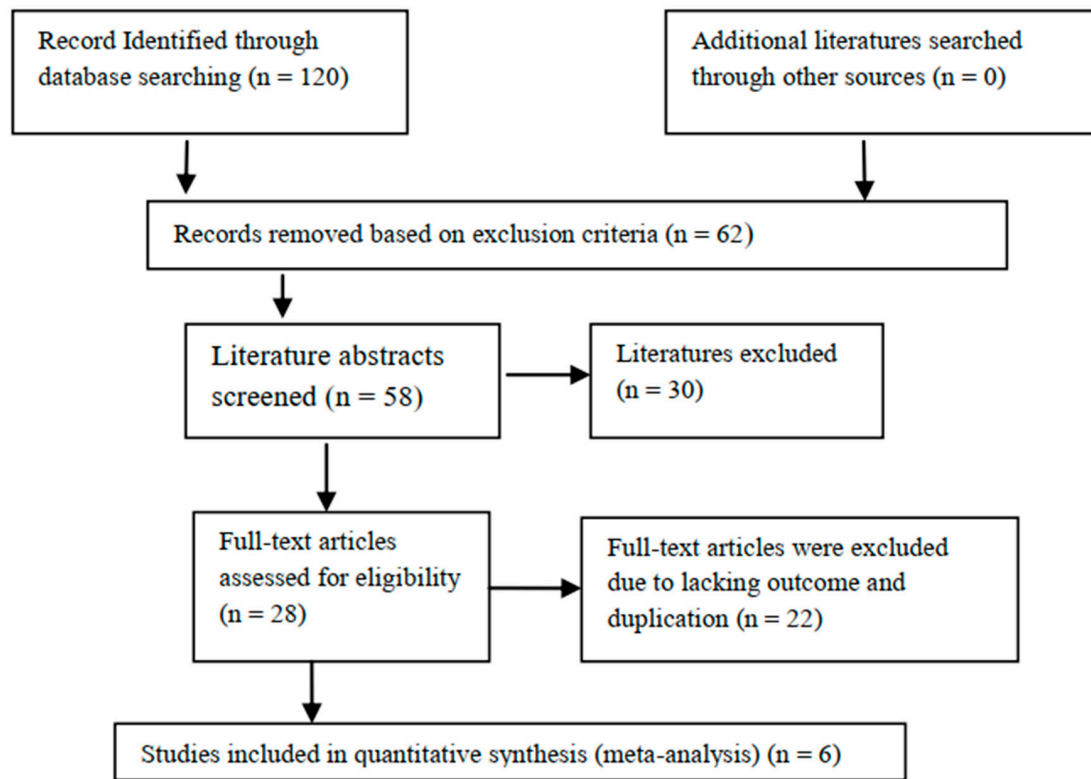 Record Identified through
database searching (n = 120)
Additional literatures searched
through other sources (n = 0)
Records removed based on exclusion criteria (n = 62)
Literature abstracts
screened (n = 58)
Literatures excluded
(n = 30)
Full-text articles
assessed for eligibility
(n = 28)
Full-text articles were excluded
due to lacking outcome and
duplication (n = 22)
Studies included in quantitative synthesis (meta-analysis) (n = 6)